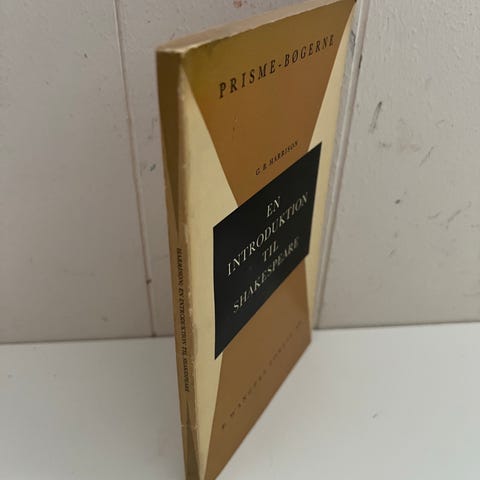 PRISME-BØGERNE
G. B. HARRISON
EN
INTRODUKTION
TIL
SHAKESPEARE
HARRISON: EN INTRODUKTION TIL SHAKESPEARE